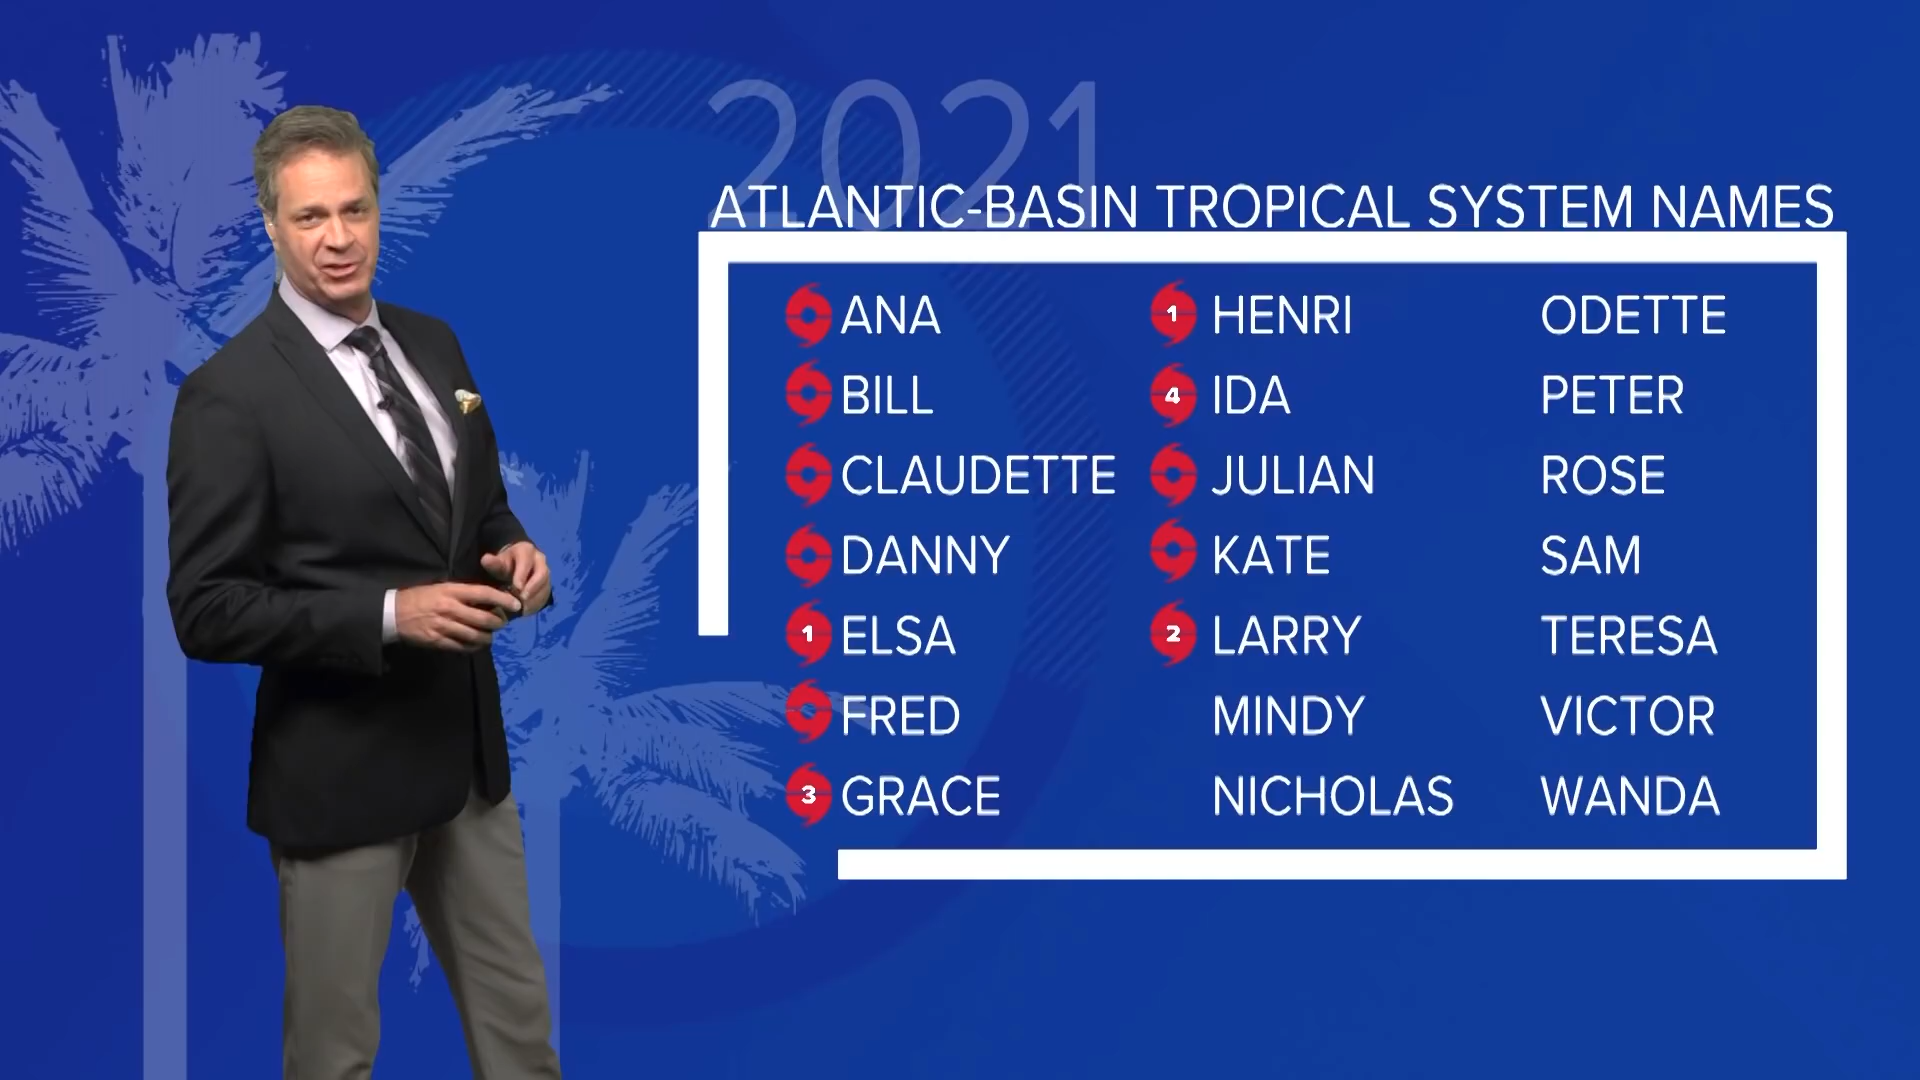 2021
ATLANTIC-BASIN TROPICAL SYSTEM NAMES
ANA
BILL
CLAUDETTE
DANNY
1 ELSA
FRED
3 GRACE
1 HENRI
4 IDA
JULIAN
KATE
2 LARRY
MINDY
NICHOLAS
ODETTE
PETER
ROSE
SAM
TERESA
VICTOR
WANDA